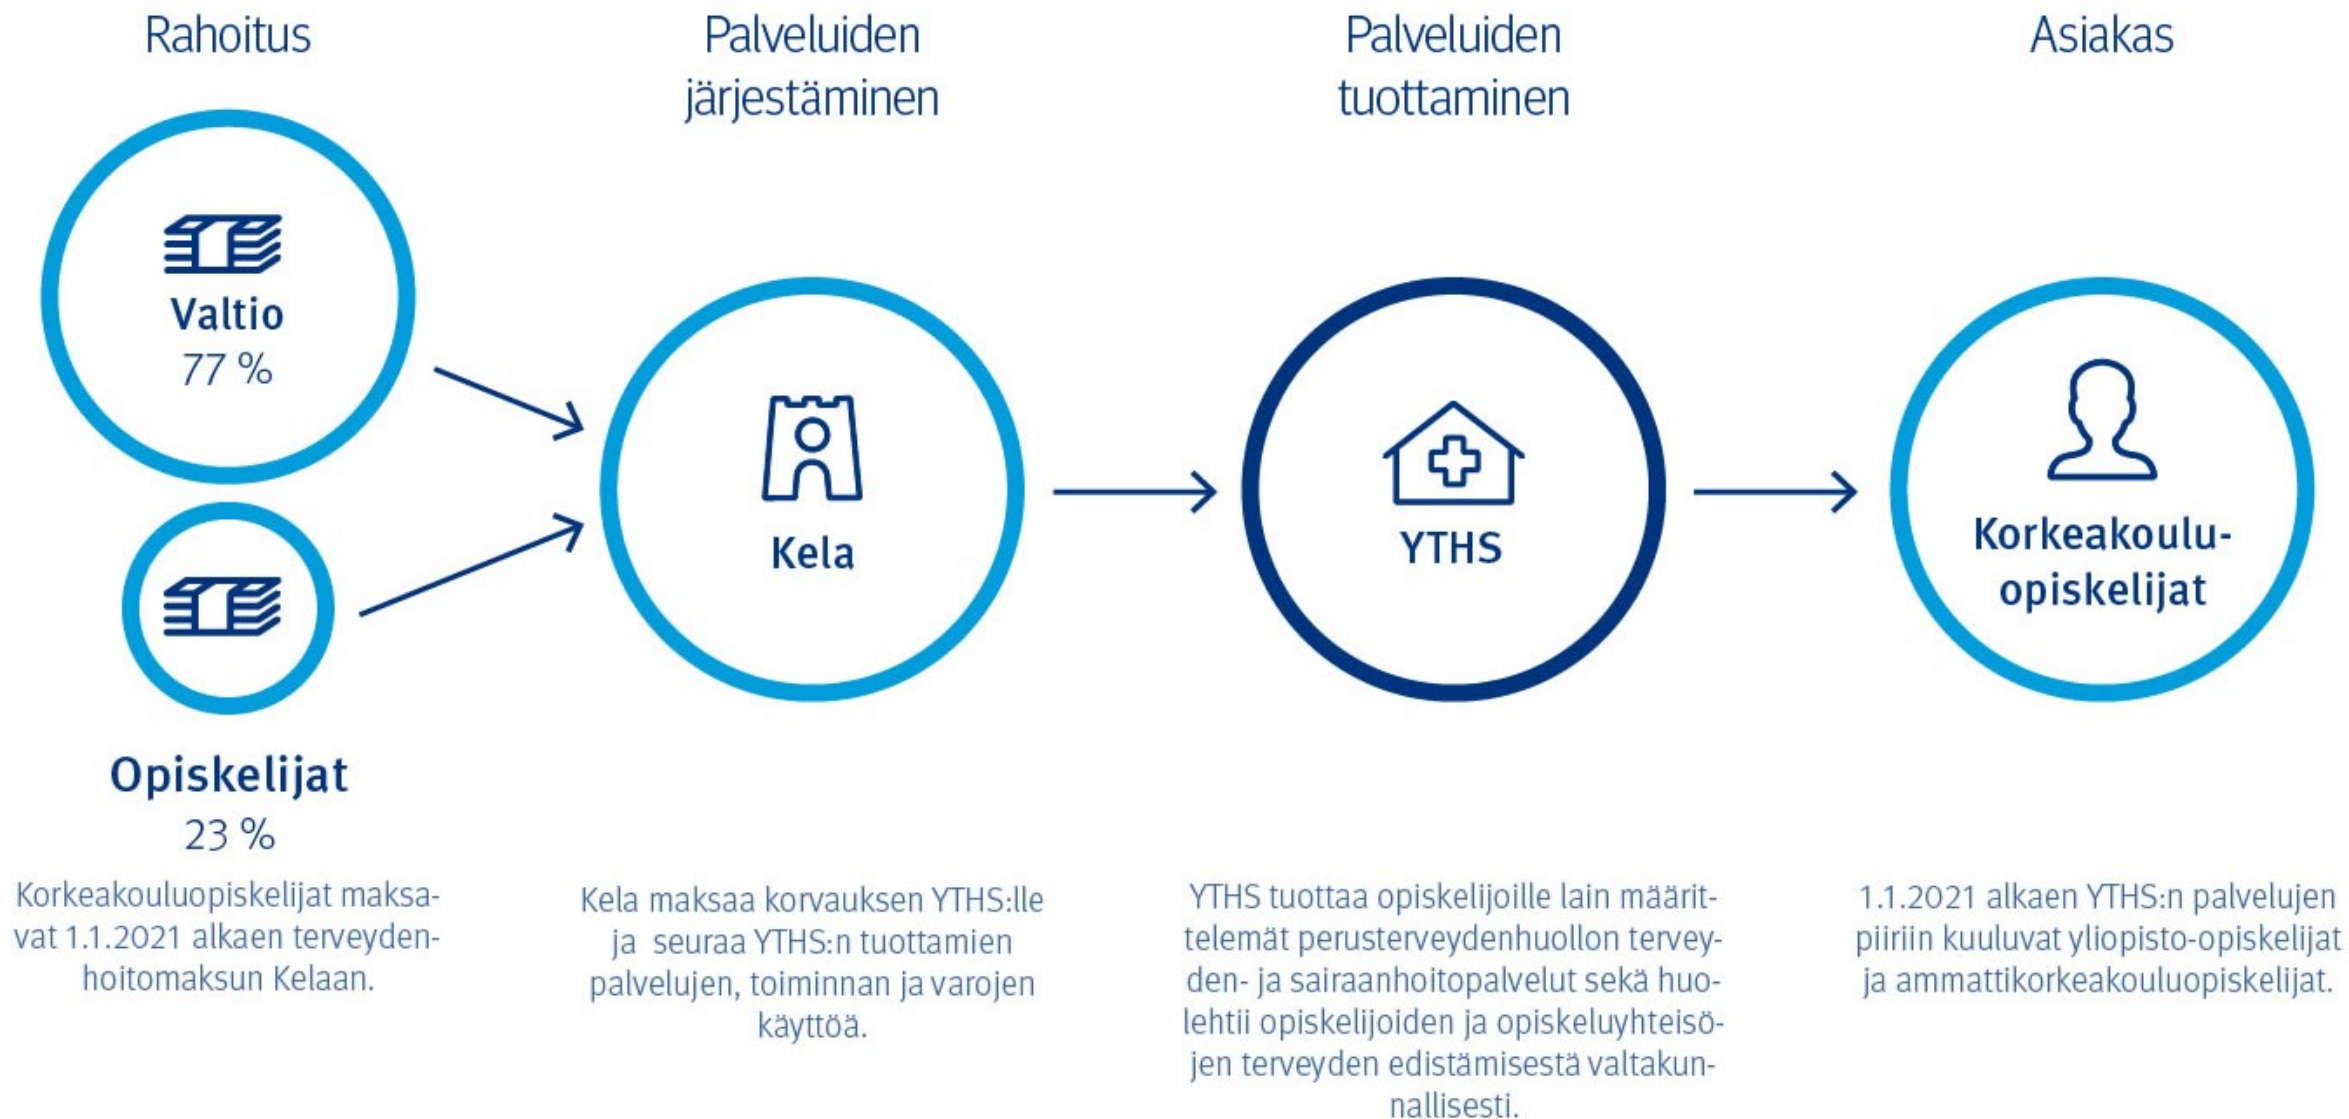 Rahoitus
Palveluiden
järjestäminen
Palveluiden
tuottaminen
Asiakas
Valtio
77 %
Opiskelijat
23 %
Korkeakouluopiskelijat maksa-
vat 1.1.2021 alkaen terveyden-
hoitomaksun Kelaan.
Kela
Kela maksaa korvauksen YTHS:lle
ja seuraa YTHS:n tuottamien
palvelujen, toiminnan ja varojen
käyttöä.
YTHS
YTHS tuottaa opiskelijoille lain määrit-
telemät perusterveydenhuollon tervey-
den- ja sairaanhoitopalvelut sekä huo-
lehtii opiskelijoiden ja opiskeluyhteisö-
jen terveyden edistämisestä valtakun-
nallisesti.
Korkeakoulu-
opiskelijat
1.1.2021 alkaen YTHS:n palvelujen
piiriin kuuluvat yliopisto-opiskelijat
ja ammattikorkeakouluopiskelijat.